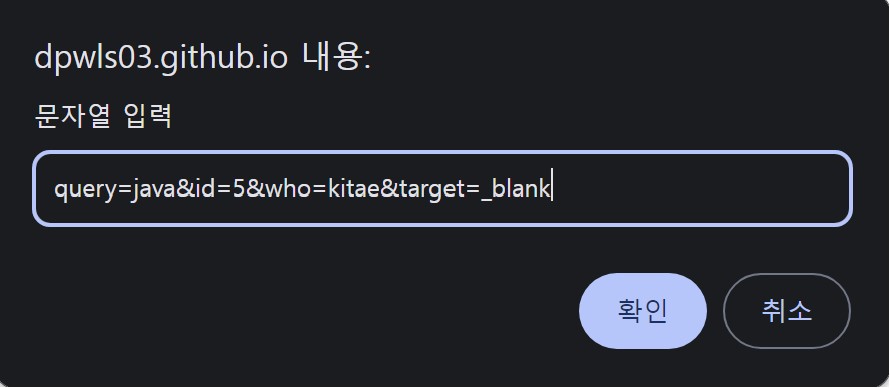 dpwls03.github.io 내용:
문자열 입력
query=java&id=5&who=kitae&target=_blank
확인 취소